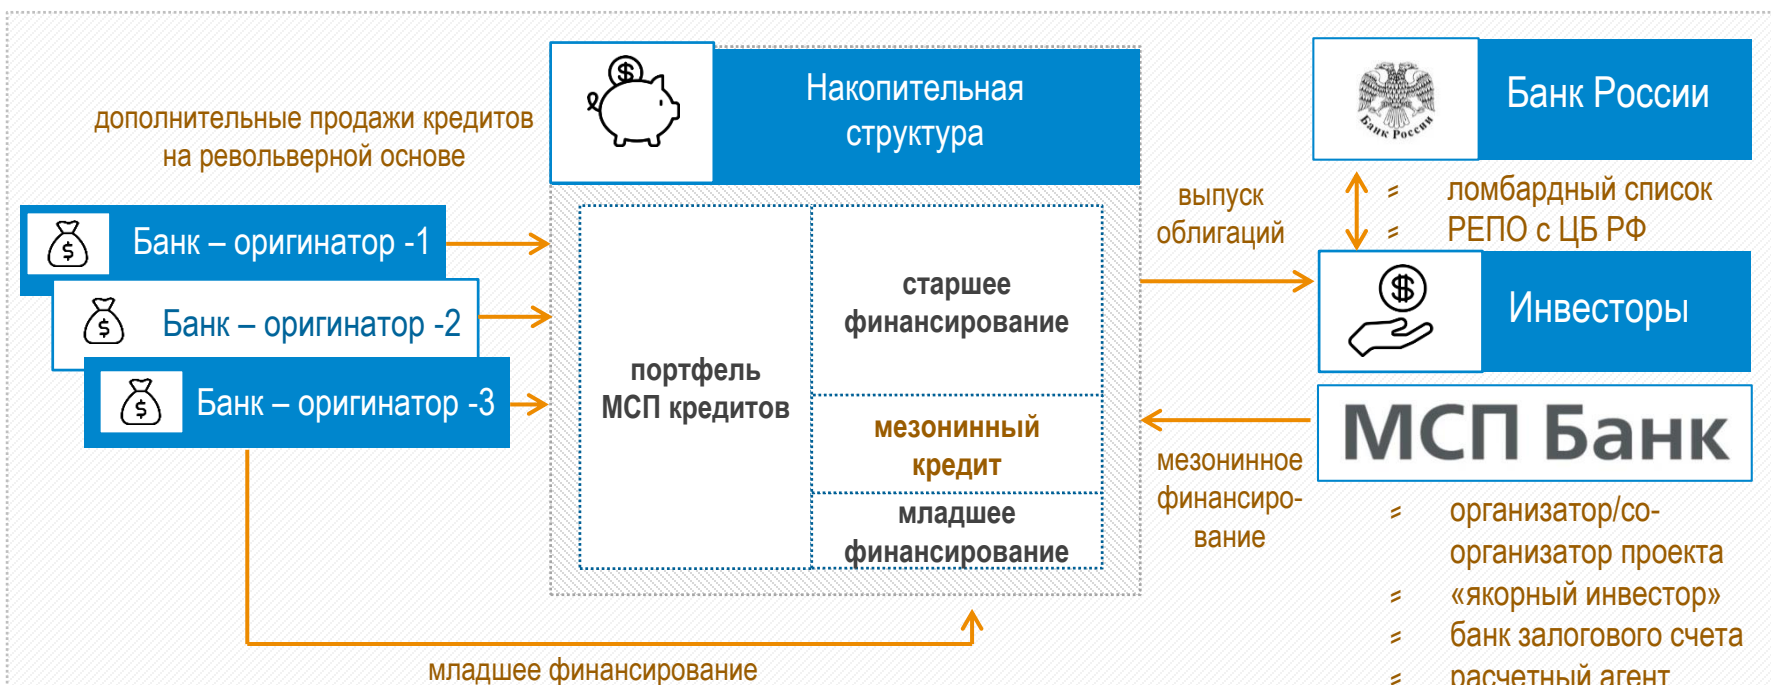 дополнительные продажи кредитов
на револьверной основе
Банк – оригинатор -1
Банк – оригинатор -2
Банк – оригинатор -3
младшее финансирование
Накопительная
структура
портфель
МСП кредитов
старшее
финансирование
мезонинный
кредит
младшее
финансирование
выпуск
облигаций
мезонинное
финансиро-
вание
Банк России
Банк России
= ломбардный список
= РЕПО с ЦБ РФ
Инвесторы
МСП Банк
= организатор/со-
организатор проекта
= «якорный инвестор»
= банк залогового счета
= расчетный агент